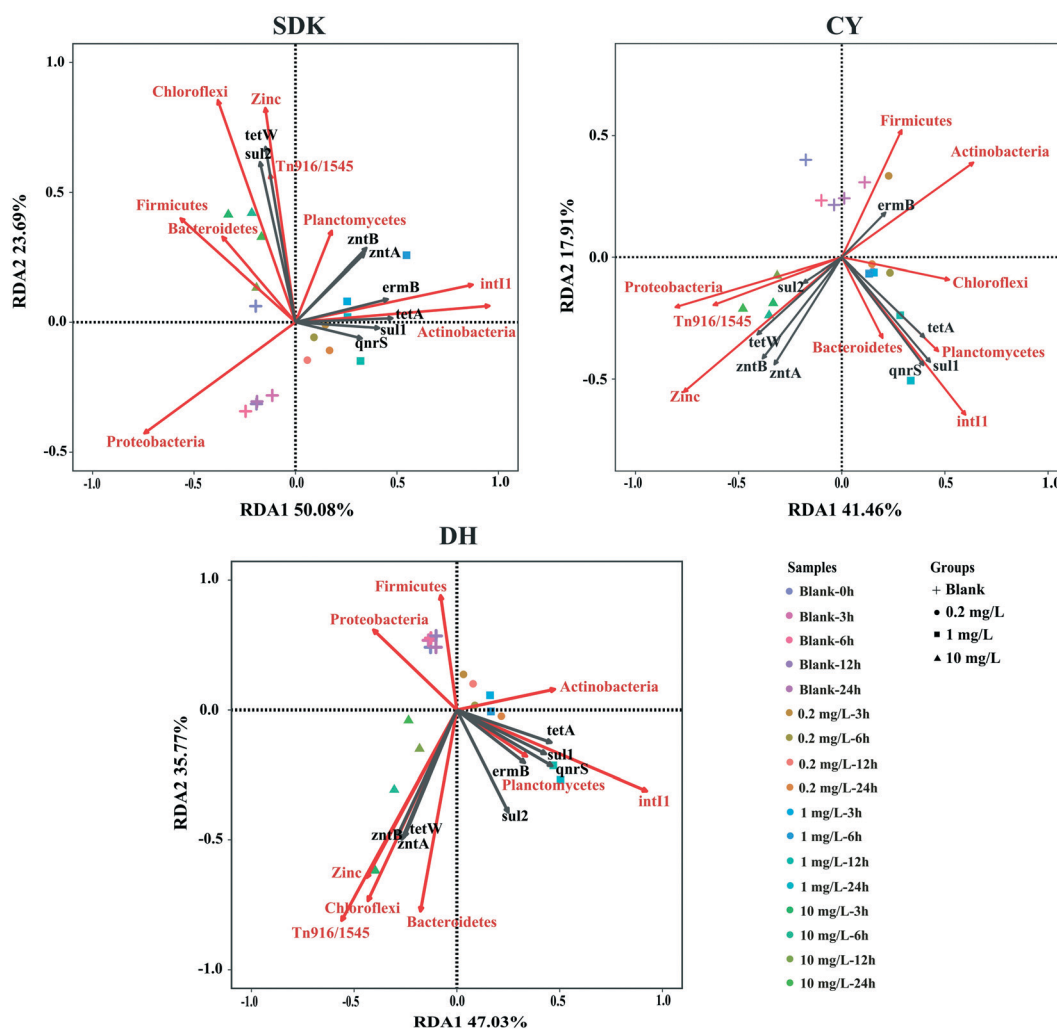 SDK
1.0
0.5
0.0
-0.5
RDA2 23.69%
Chloroflexi
Zinc
tetW
sul2
Tn916/1545
Firmicutes
Bacteroidetes
Planctomycetes
zntB
zntA
intI1
ermB
tetA
Actinobacteria
sul1
qnrS
Proteobacteria
-1.0 -0.5 0.0 0.5 1.0
RDA1 50.08%
CY
0.5
0.0
-0.5
RDA2 17.91%
Firmicutes
Actinobacteria
ermB
Chloroflexi
Proteobacteria
sul2
Tn916/1545
tetW
tetA
Bacteroidetes
Planctomycetes
zntB
zntA
sul1
qnrS
Zinc
intI1
-1.0 -0.5 0.0 0.5 1.0
RDA1 41.46%
DH
1.0
0.5
0.0
-0.5
-1.0
RDA2 35.77%
Firmicutes
Proteobacteria
Actinobacteria
tetA
sul1
ermB
qnrS
Planctomycetes
intI1
sul2
zntB
tetW
zntA
Zinc
Chloroflexi
Bacteroidetes
Tn916/1545
-1.0 -0.5 0.0 0.5 1.0
RDA1 47.03%
Samples
Blank-0h
Blank-3h
Blank-6h
Blank-12h
Blank-24h
0.2 mg/L-3h
0.2 mg/L-6h
0.2 mg/L-12h
0.2 mg/L-24h
1 mg/L-3h
1 mg/L-6h
1 mg/L-12h
1 mg/L-24h
10 mg/L-3h
10 mg/L-6h
10 mg/L-12h
10 mg/L-24h
Groups
Blank
0.2 mg/L
1 mg/L
10 mg/L